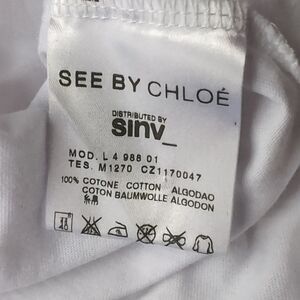 SEE BY CHLOÉ
DISTRIBUTED BY
SINV_
MOD. L 4 988 01
TES. M1270 CZ1170047
100% COTONE COTTON ALGODAO
COTON BAUMWOLLE ALGODON